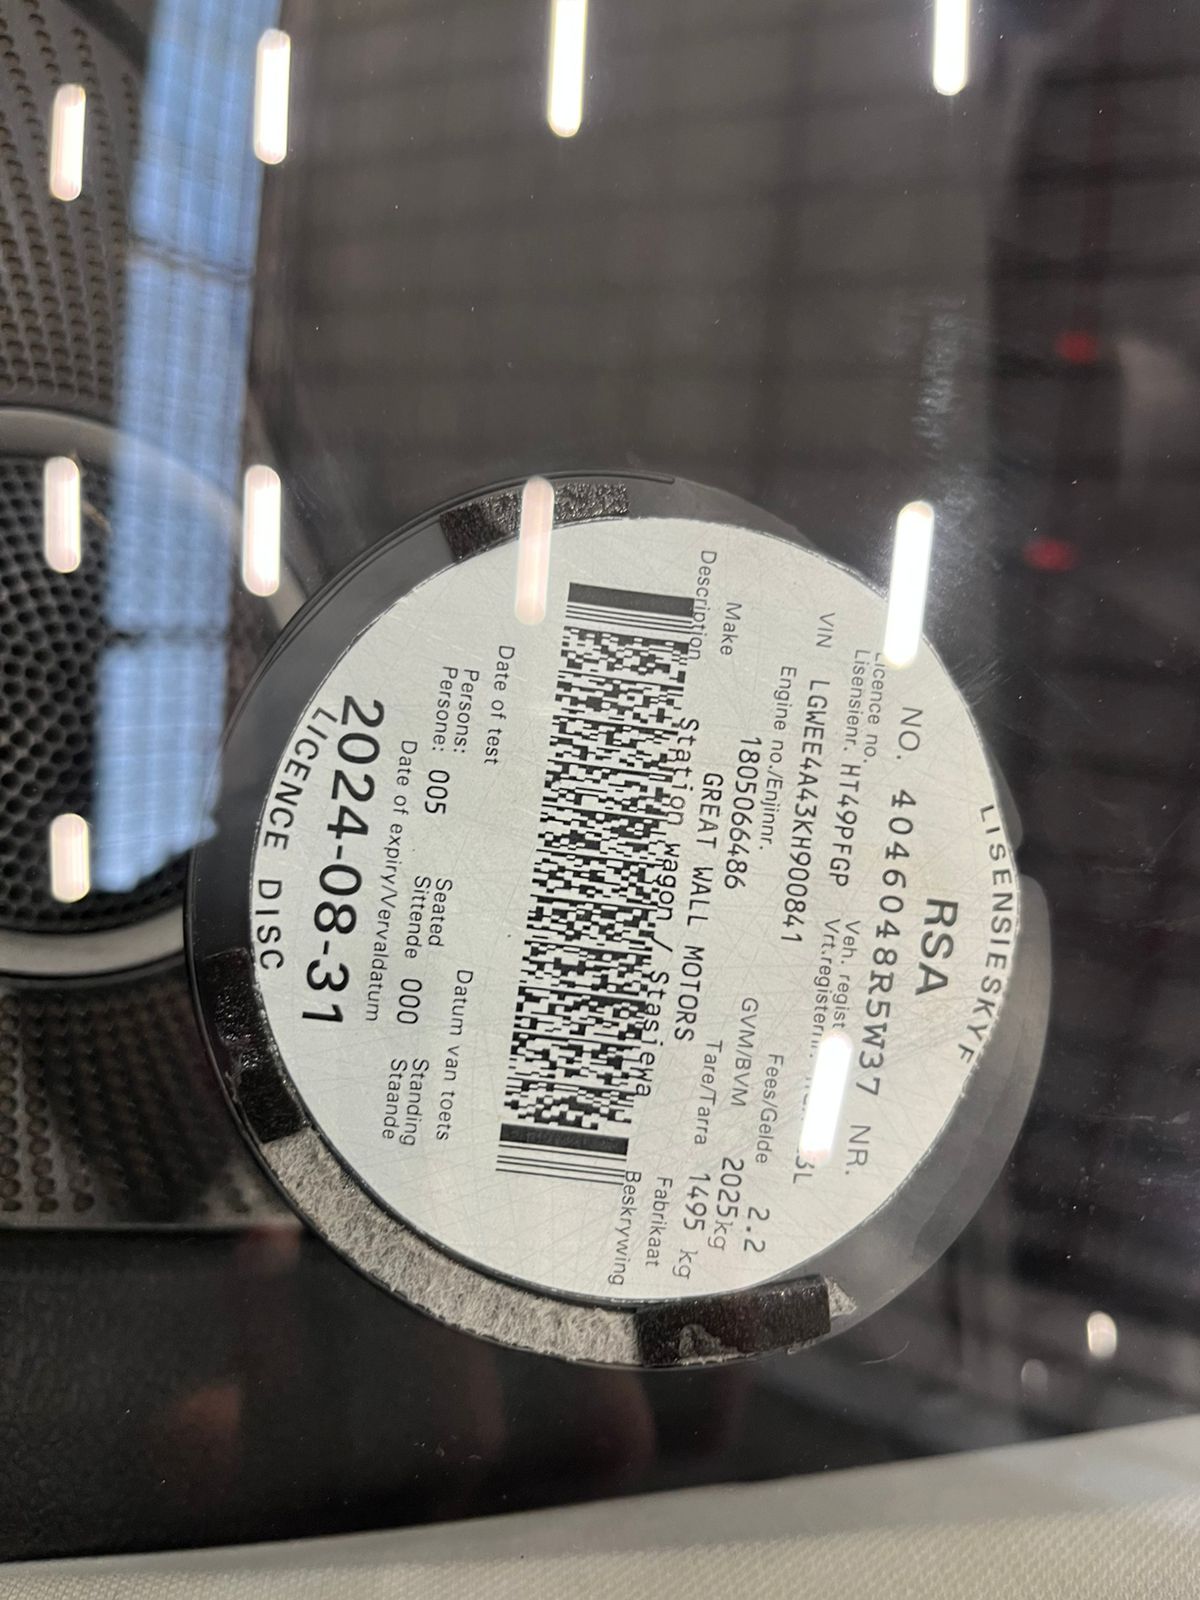 LISENSIESKYF
RSA
NO. 4046048R5W37 NR.
Licence no.
Lisensienr. HT49PFGP
Veh. regist
Vrt.registernr.
VIN LGWEE4A43KH900841
Engine no./Enjinnr. 1805066486
Fees/Gelde 2.2
GVM/BVM 2025kg
Tare/Tarra 1495 kg
Make GREAT WALL MOTORS Fabrikaat
Description Station wagon / Stasiewa Beskrywing
Date of test Datum van toets
Persons: Seated Standing
Persone: 005 Sittende 000 Staande
Date of expiry/Vervaldatum
2024-08-31
LICENCE DISC